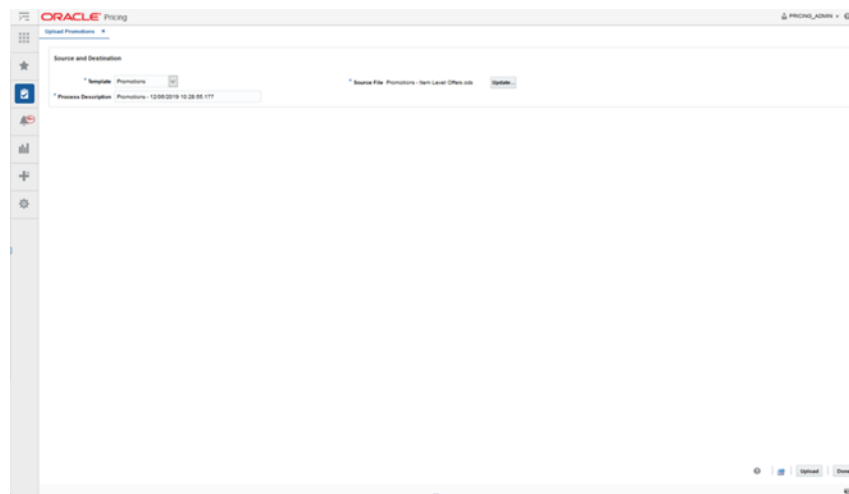 ORACLE Pricing
PRICING_ADMIN
Upload Promotions ×
Source and Destination
* Template Promotions
* Source File Promotions - Item Level Offers.ods Update...
* Process Description Promotions - 12/06/2019 10:28:55.177
Upload
Done